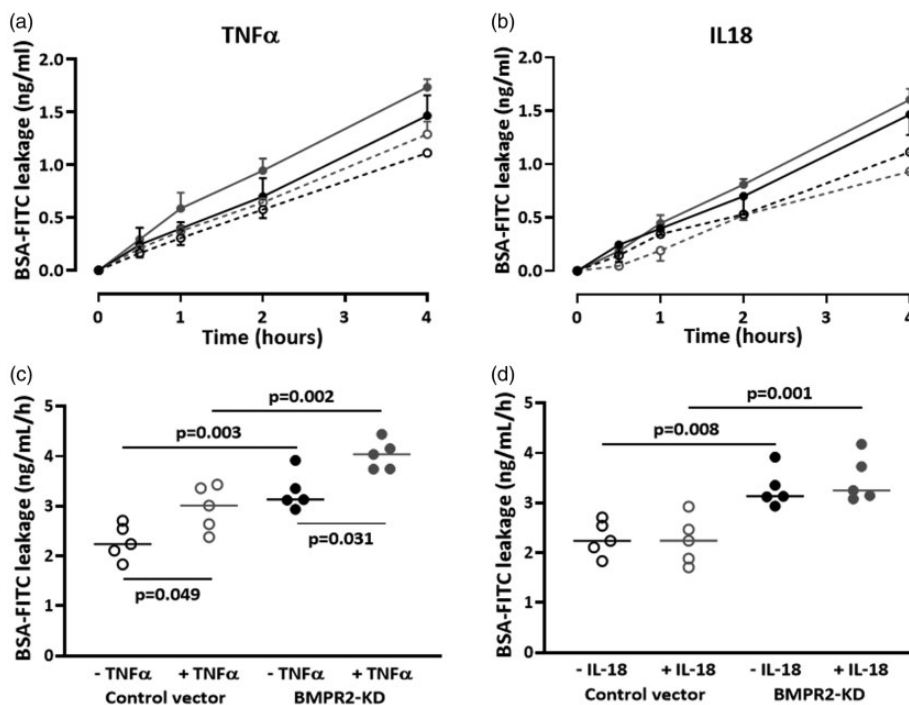 (a)
TNFα
BSA-FITC leakage (ng/ml)
2.0
1.5
1.0
0.5
0.0
0 1 2 3 4
Time (hours)
(b)
IL18
BSA-FITC leakage (ng/ml)
2.0
1.5
1.0
0.5
0.0
0 1 2 3 4
Time (hours)
(c)
BSA-FITC leakage (ng/mL/h)
5
4
3
2
1
0
p=0.002
p=0.003
p=0.031
p=0.049
- TNFα + TNFα - TNFα + TNFα
Control vector BMPR2-KD
(d)
BSA-FITC leakage (ng/mL/h)
5
4
3
2
1
0
p=0.001
p=0.008
- IL-18 + IL-18 - IL-18 + IL-18
Control vector BMPR2-KD